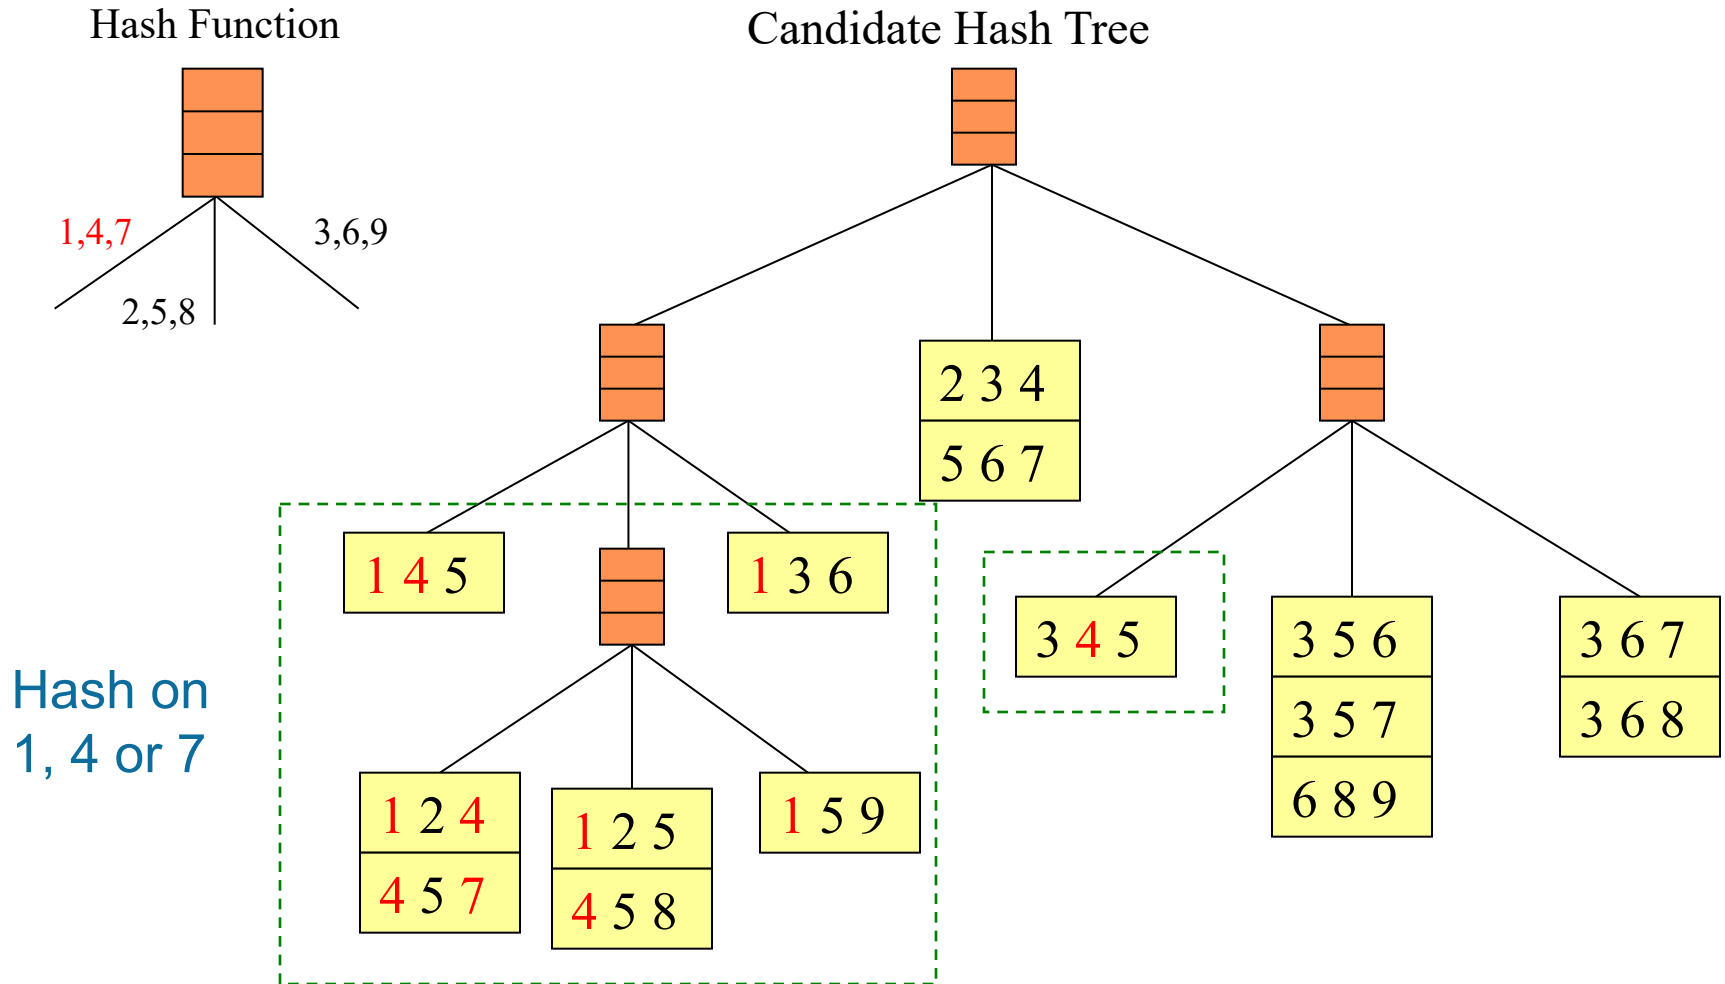 Hash Function
Candidate Hash Tree
1,4,7
3,6,9
2,5,8
2 3 4
5 6 7
1 4 5
1 3 6
3 4 5
3 5 6
3 5 7
6 8 9
3 6 7
3 6 8
Hash on
1, 4 or 7
1 2 4
4 5 7
1 2 5
4 5 8
1 5 9